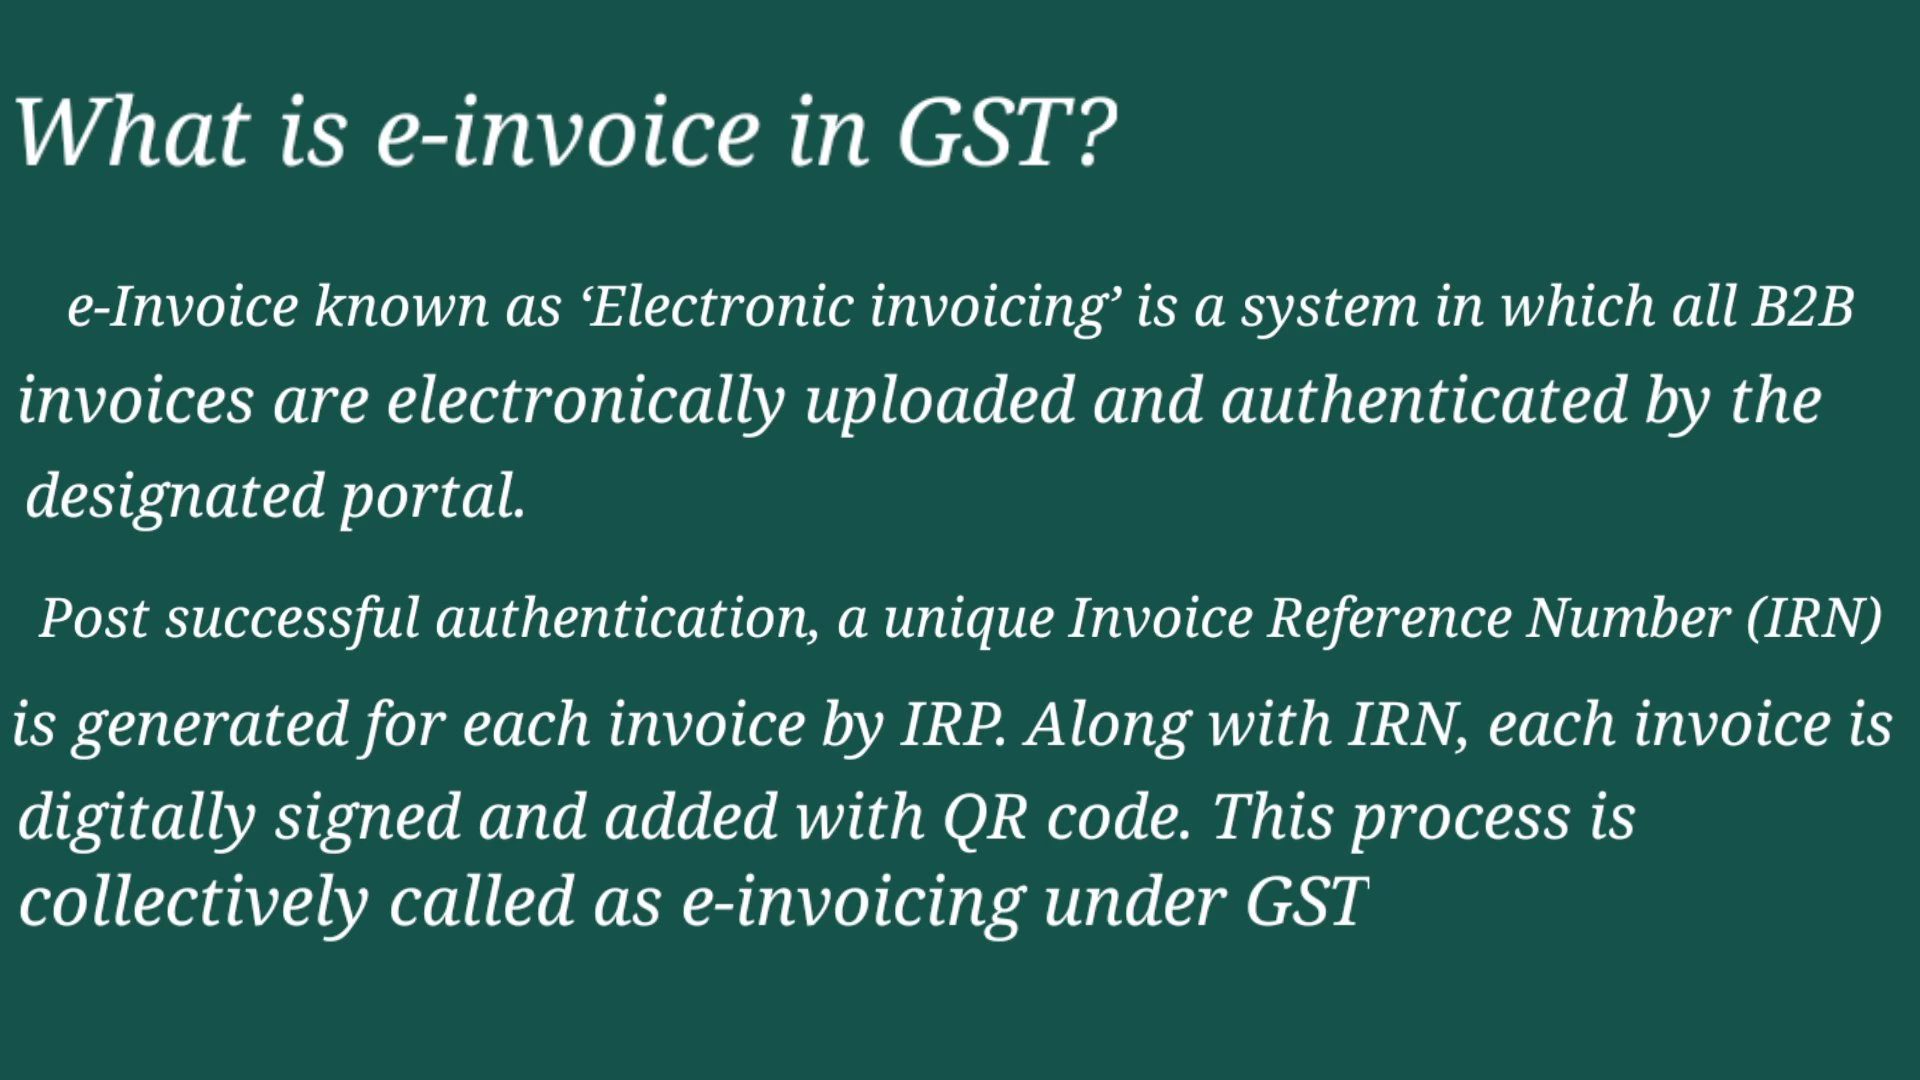 What is e-invoice in GST?
e-Invoice known as ‘Electronic invoicing’ is a system in which all B2B
invoices are electronically uploaded and authenticated by the
designated portal.
Post successful authentication, a unique Invoice Reference Number (IRN)
is generated for each invoice by IRP. Along with IRN, each invoice is
digitally signed and added with QR code. This process is
collectively called as e-invoicing under GST